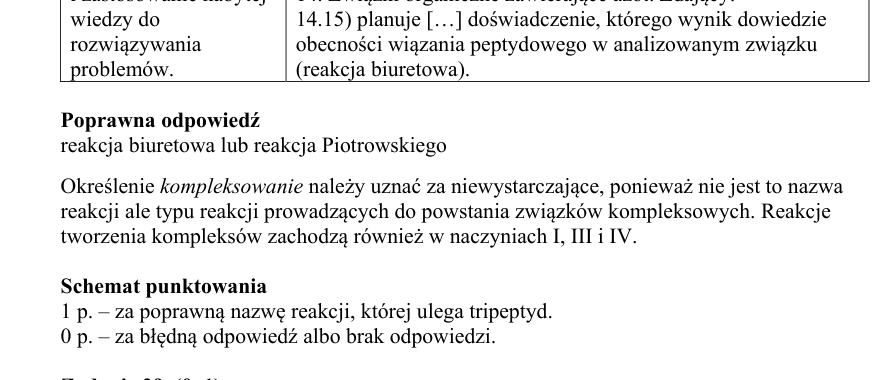 wiedzy do
rozwiązywania
problemów.
14.15) planuje […] doświadczenie, którego wynik dowiedzie
obecności wiązania peptydowego w analizowanym związku
(reakcja biuretowa).
Poprawna odpowiedź
reakcja biuretowa lub reakcja Piotrowskiego
Określenie kompleksowanie należy uznać za niewystarczające, ponieważ nie jest to nazwa
reakcji ale typu reakcji prowadzących do powstania związków kompleksowych. Reakcje
tworzenia kompleksów zachodzą również w naczyniach I, III i IV.
Schemat punktowania
1 p. – za poprawną nazwę reakcji, której ulega tripeptyd.
0 p. – za błędną odpowiedź albo brak odpowiedzi.